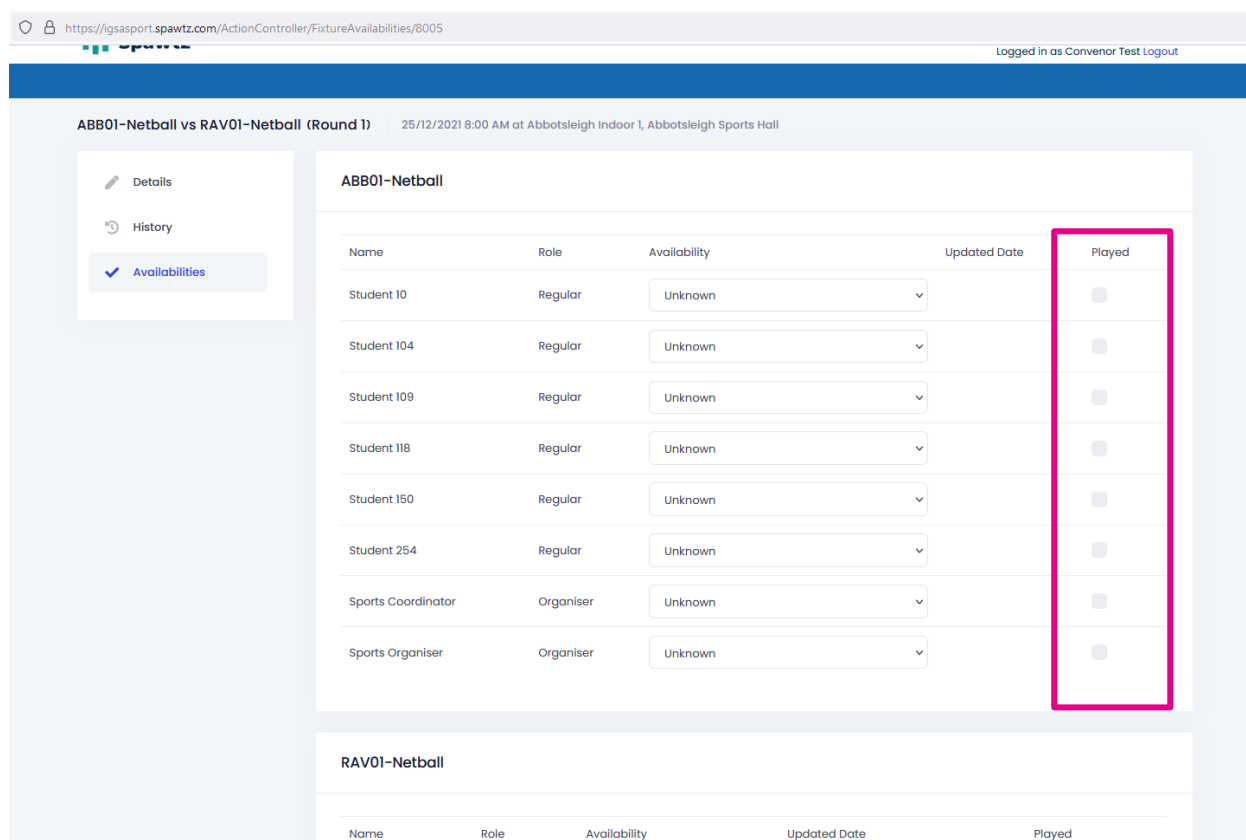 https://igsasport.spawtz.com/ActionController/FixtureAvailabilities/8005
Spawtz
Logged in as Convenor Test Logout
ABB01-Netball vs RAV01-Netball (Round 1) 25/12/2021 8:00 AM at Abbotsleigh Indoor 1, Abbotsleigh Sports Hall
Details
History
Availabilities
ABB01-Netball
Name Role Availability Updated Date Played
Student 10 Regular Unknown
Student 104 Regular Unknown
Student 109 Regular Unknown
Student 118 Regular Unknown
Student 150 Regular Unknown
Student 254 Regular Unknown
Sports Coordinator Organiser Unknown
Sports Organiser Organiser Unknown
RAV01-Netball
Name Role Availability Updated Date Played